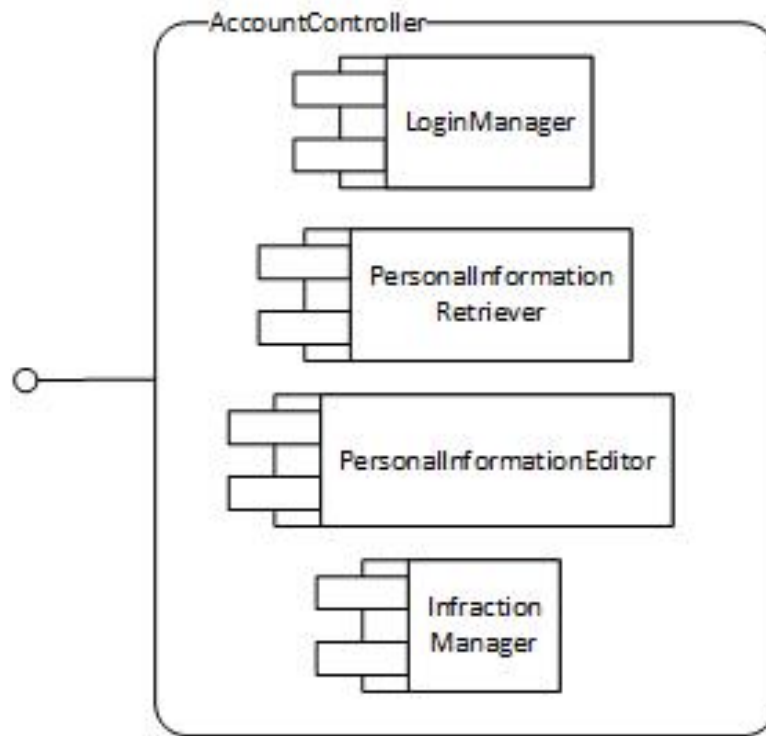 AccountController
LoginManager
PersonalInformation
Retriever
PersonalInformationEditor
Infraction
Manager